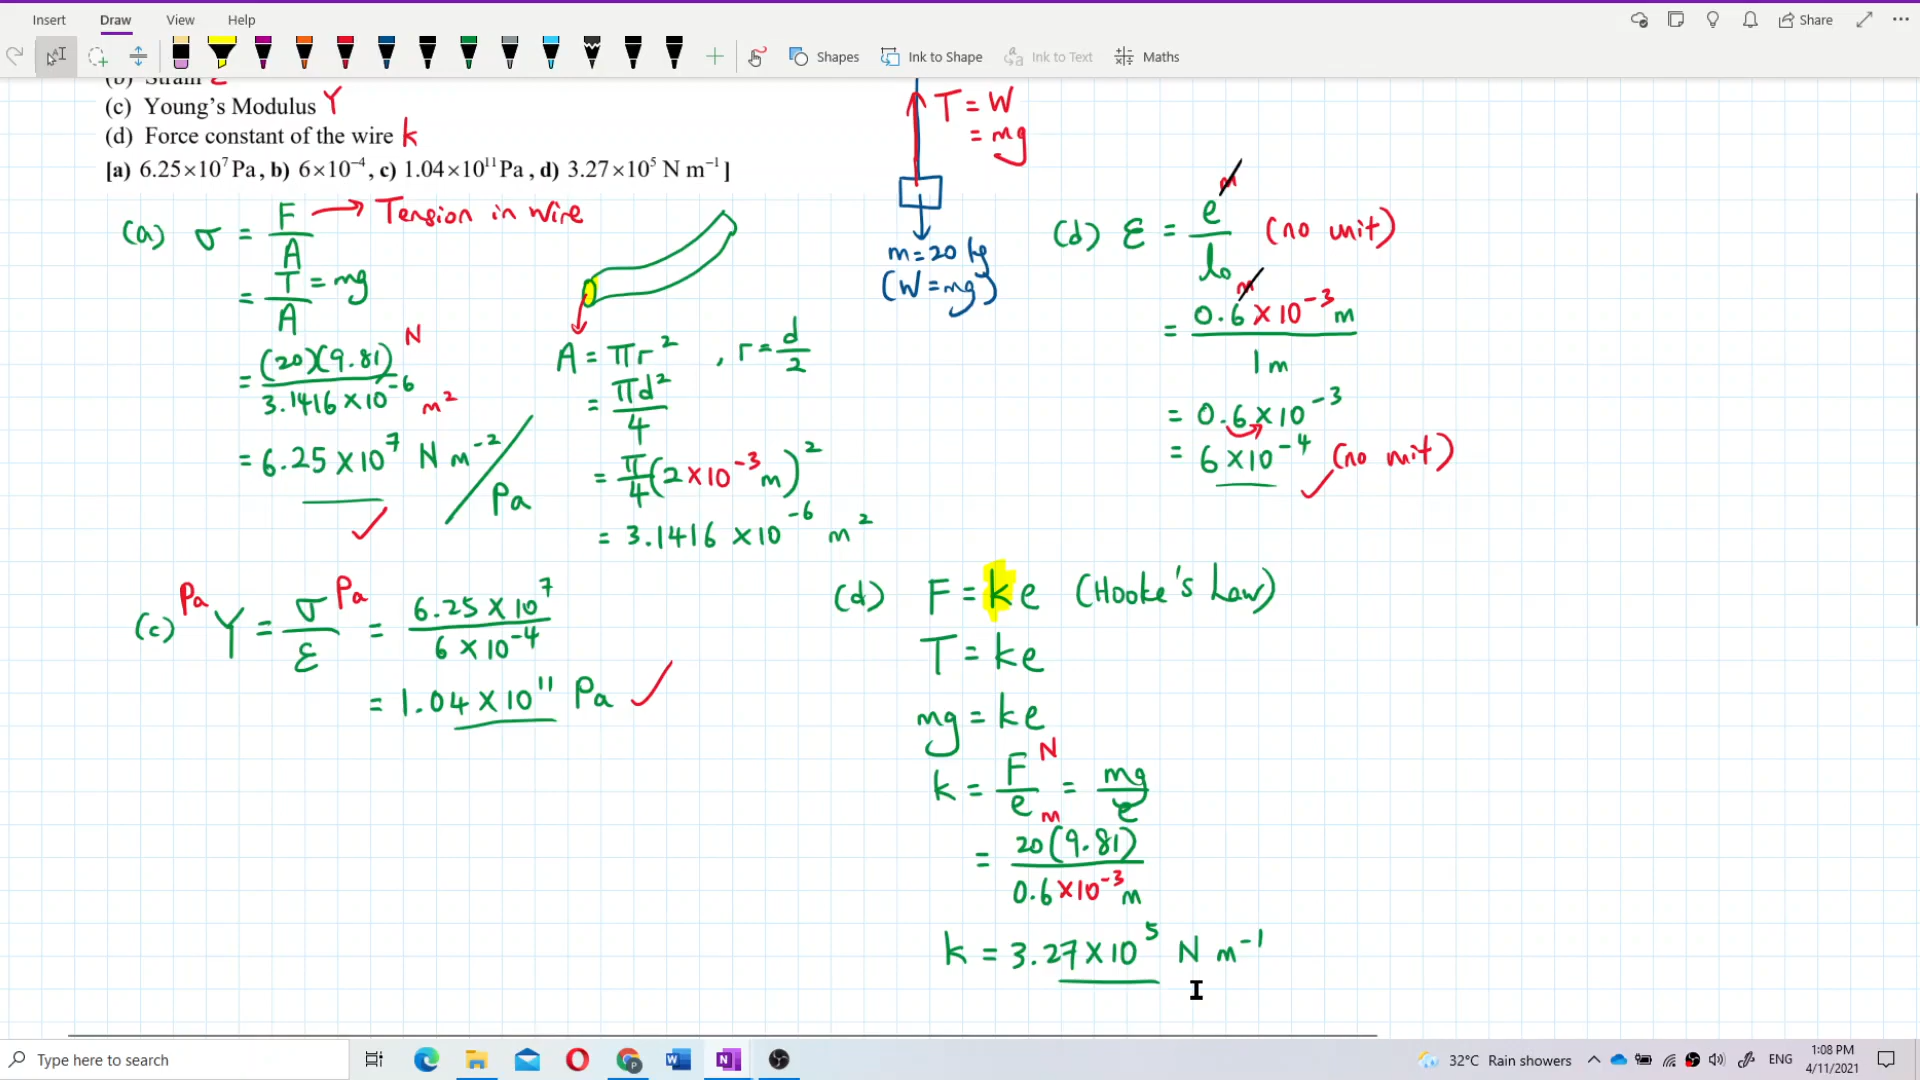 Insert Draw View Help
Share
Shapes Ink to Shape Ink to Text Maths
(b) Strain ε
(c) Young's Modulus Y
(d) Force constant of the wire k
[a) 6.25×10⁷ Pa, b) 6×10⁻⁴, c) 1.04×10¹¹ Pa, d) 3.27×10⁵ N m⁻¹]
(a) σ = F/A → Tension in wire
= T/A = mg
= (20)(9.81) N / 3.1416 × 10⁻⁶ m²
= 6.25 × 10⁷ N m⁻² / Pa
A = πr² , r = d/2
= πd²/4
= π/4 (2 × 10⁻³ m)²
= 3.1416 × 10⁻⁶ m²
T = W
= mg
m = 20 kg
(W = mg)
(d) ε = e m / l₀ m (no unit)
= 0.6 × 10⁻³ m / 1 m
= 0.6 × 10⁻³
= 6 × 10⁻⁴ (no unit)
(c) Pa Y = σ Pa / ε = 6.25 × 10⁷ / 6 × 10⁻⁴
= 1.04 × 10¹¹ Pa
(d) F = ke (Hooke's Law)
T = ke
mg = ke
k = F N / e m = mg / e
= 20(9.81) / 0.6 × 10⁻³ m
k = 3.27 × 10⁵ N m⁻¹
Type here to search
32°C Rain showers ENG 1:08 PM
4/11/2021